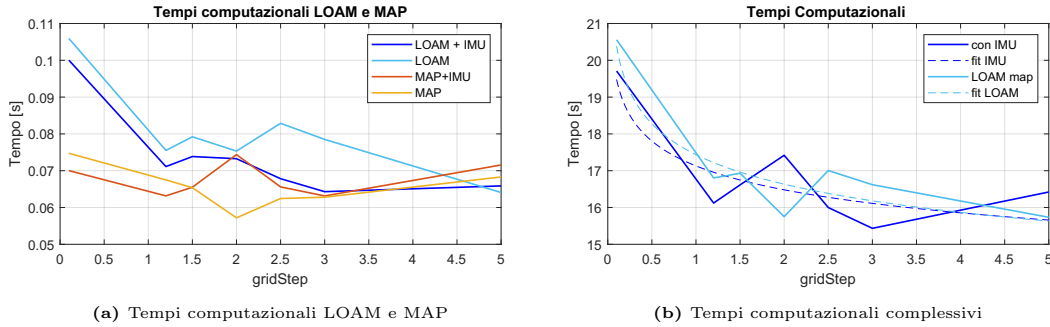 Tempi computazionali LOAM e MAP
0.11
0.1
0.09
0.08
0.07
0.06
0.05
Tempo [s]
0 0.5 1 1.5 2 2.5 3 3.5 4 4.5 5
gridStep
LOAM + IMU
LOAM
MAP+IMU
MAP
(a) Tempi computazionali LOAM e MAP
Tempi Computazionali
21
20
19
18
17
16
15
Tempo [s]
0 0.5 1 1.5 2 2.5 3 3.5 4 4.5 5
gridStep
con IMU
fit IMU
LOAM map
fit LOAM
(b) Tempi computazionali complessivi